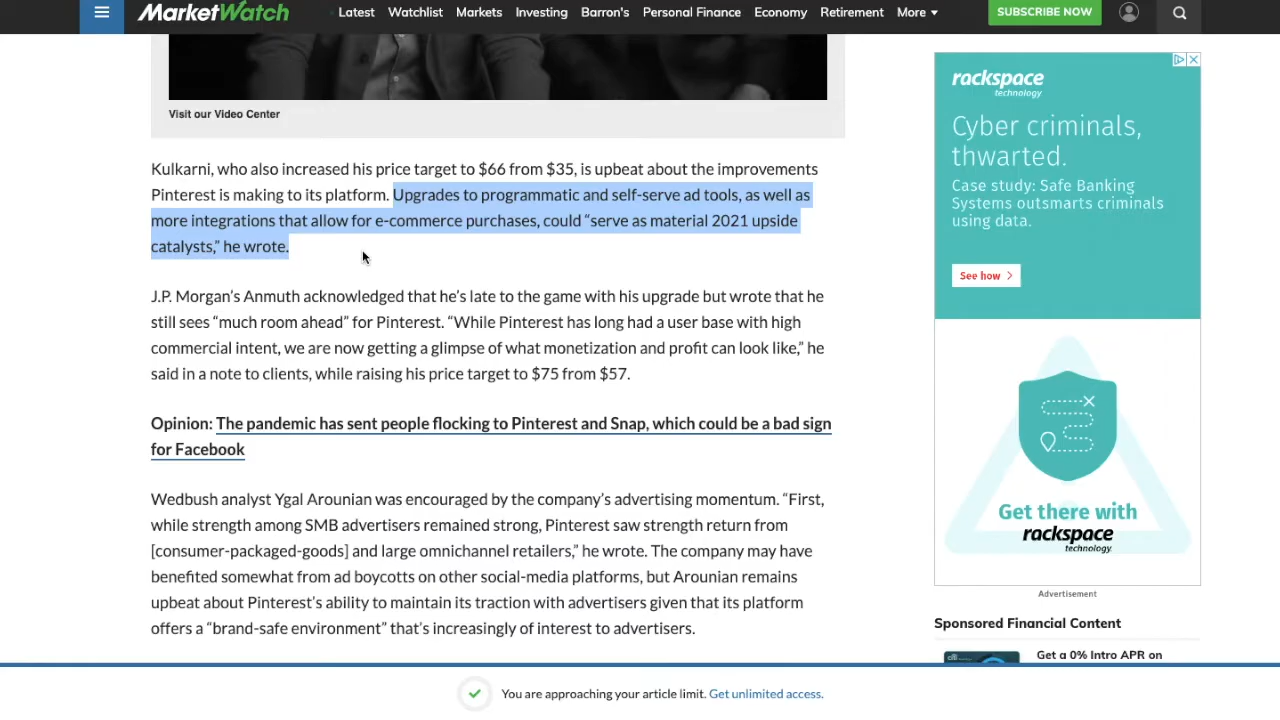 MarketWatch
Latest Watchlist Markets Investing Barron's Personal Finance Economy Retirement More
SUBSCRIBE NOW
Visit our Video Center
Kulkarni, who also increased his price target to $66 from $35, is upbeat about the improvements
Pinterest is making to its platform. Upgrades to programmatic and self-serve ad tools, as well as
more integrations that allow for e-commerce purchases, could “serve as material 2021 upside
catalysts,” he wrote.
J.P. Morgan’s Anmuth acknowledged that he’s late to the game with his upgrade but wrote that he
still sees “much room ahead” for Pinterest. “While Pinterest has long had a user base with high
commercial intent, we are now getting a glimpse of what monetization and profit can look like,” he
said in a note to clients, while raising his price target to $75 from $57.
Opinion: The pandemic has sent people flocking to Pinterest and Snap, which could be a bad sign
for Facebook
Wedbush analyst Ygal Arounian was encouraged by the company’s advertising momentum. “First,
while strength among SMB advertisers remained strong, Pinterest saw strength return from
[consumer-packaged-goods] and large omnichannel retailers,” he wrote. The company may have
benefited somewhat from ad boycotts on other social-media platforms, but Arounian remains
upbeat about Pinterest’s ability to maintain its traction with advertisers given that its platform
offers a “brand-safe environment” that’s increasingly of interest to advertisers.
rackspace
technology
Cyber criminals,
thwarted.
Case study: Safe Banking
Systems outsmarts criminals
using data.
See how
Get there with
rackspace
technology
Advertisement
Sponsored Financial Content
citi
Get a 0% Intro APR on
You are approaching your article limit. Get unlimited access.